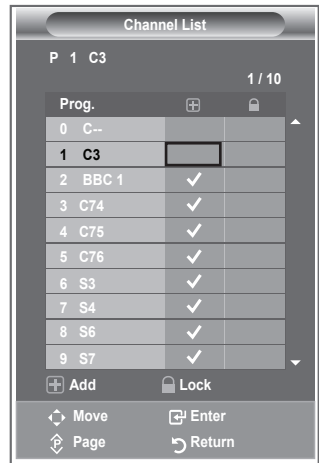 Channel List
P 1 C3
1 / 10
Prog.
0 C--
1 C3
2 BBC 1
3 C74
4 C75
5 C76
6 S3
7 S4
8 S6
9 S7
Add Lock
Move Enter
Page Return